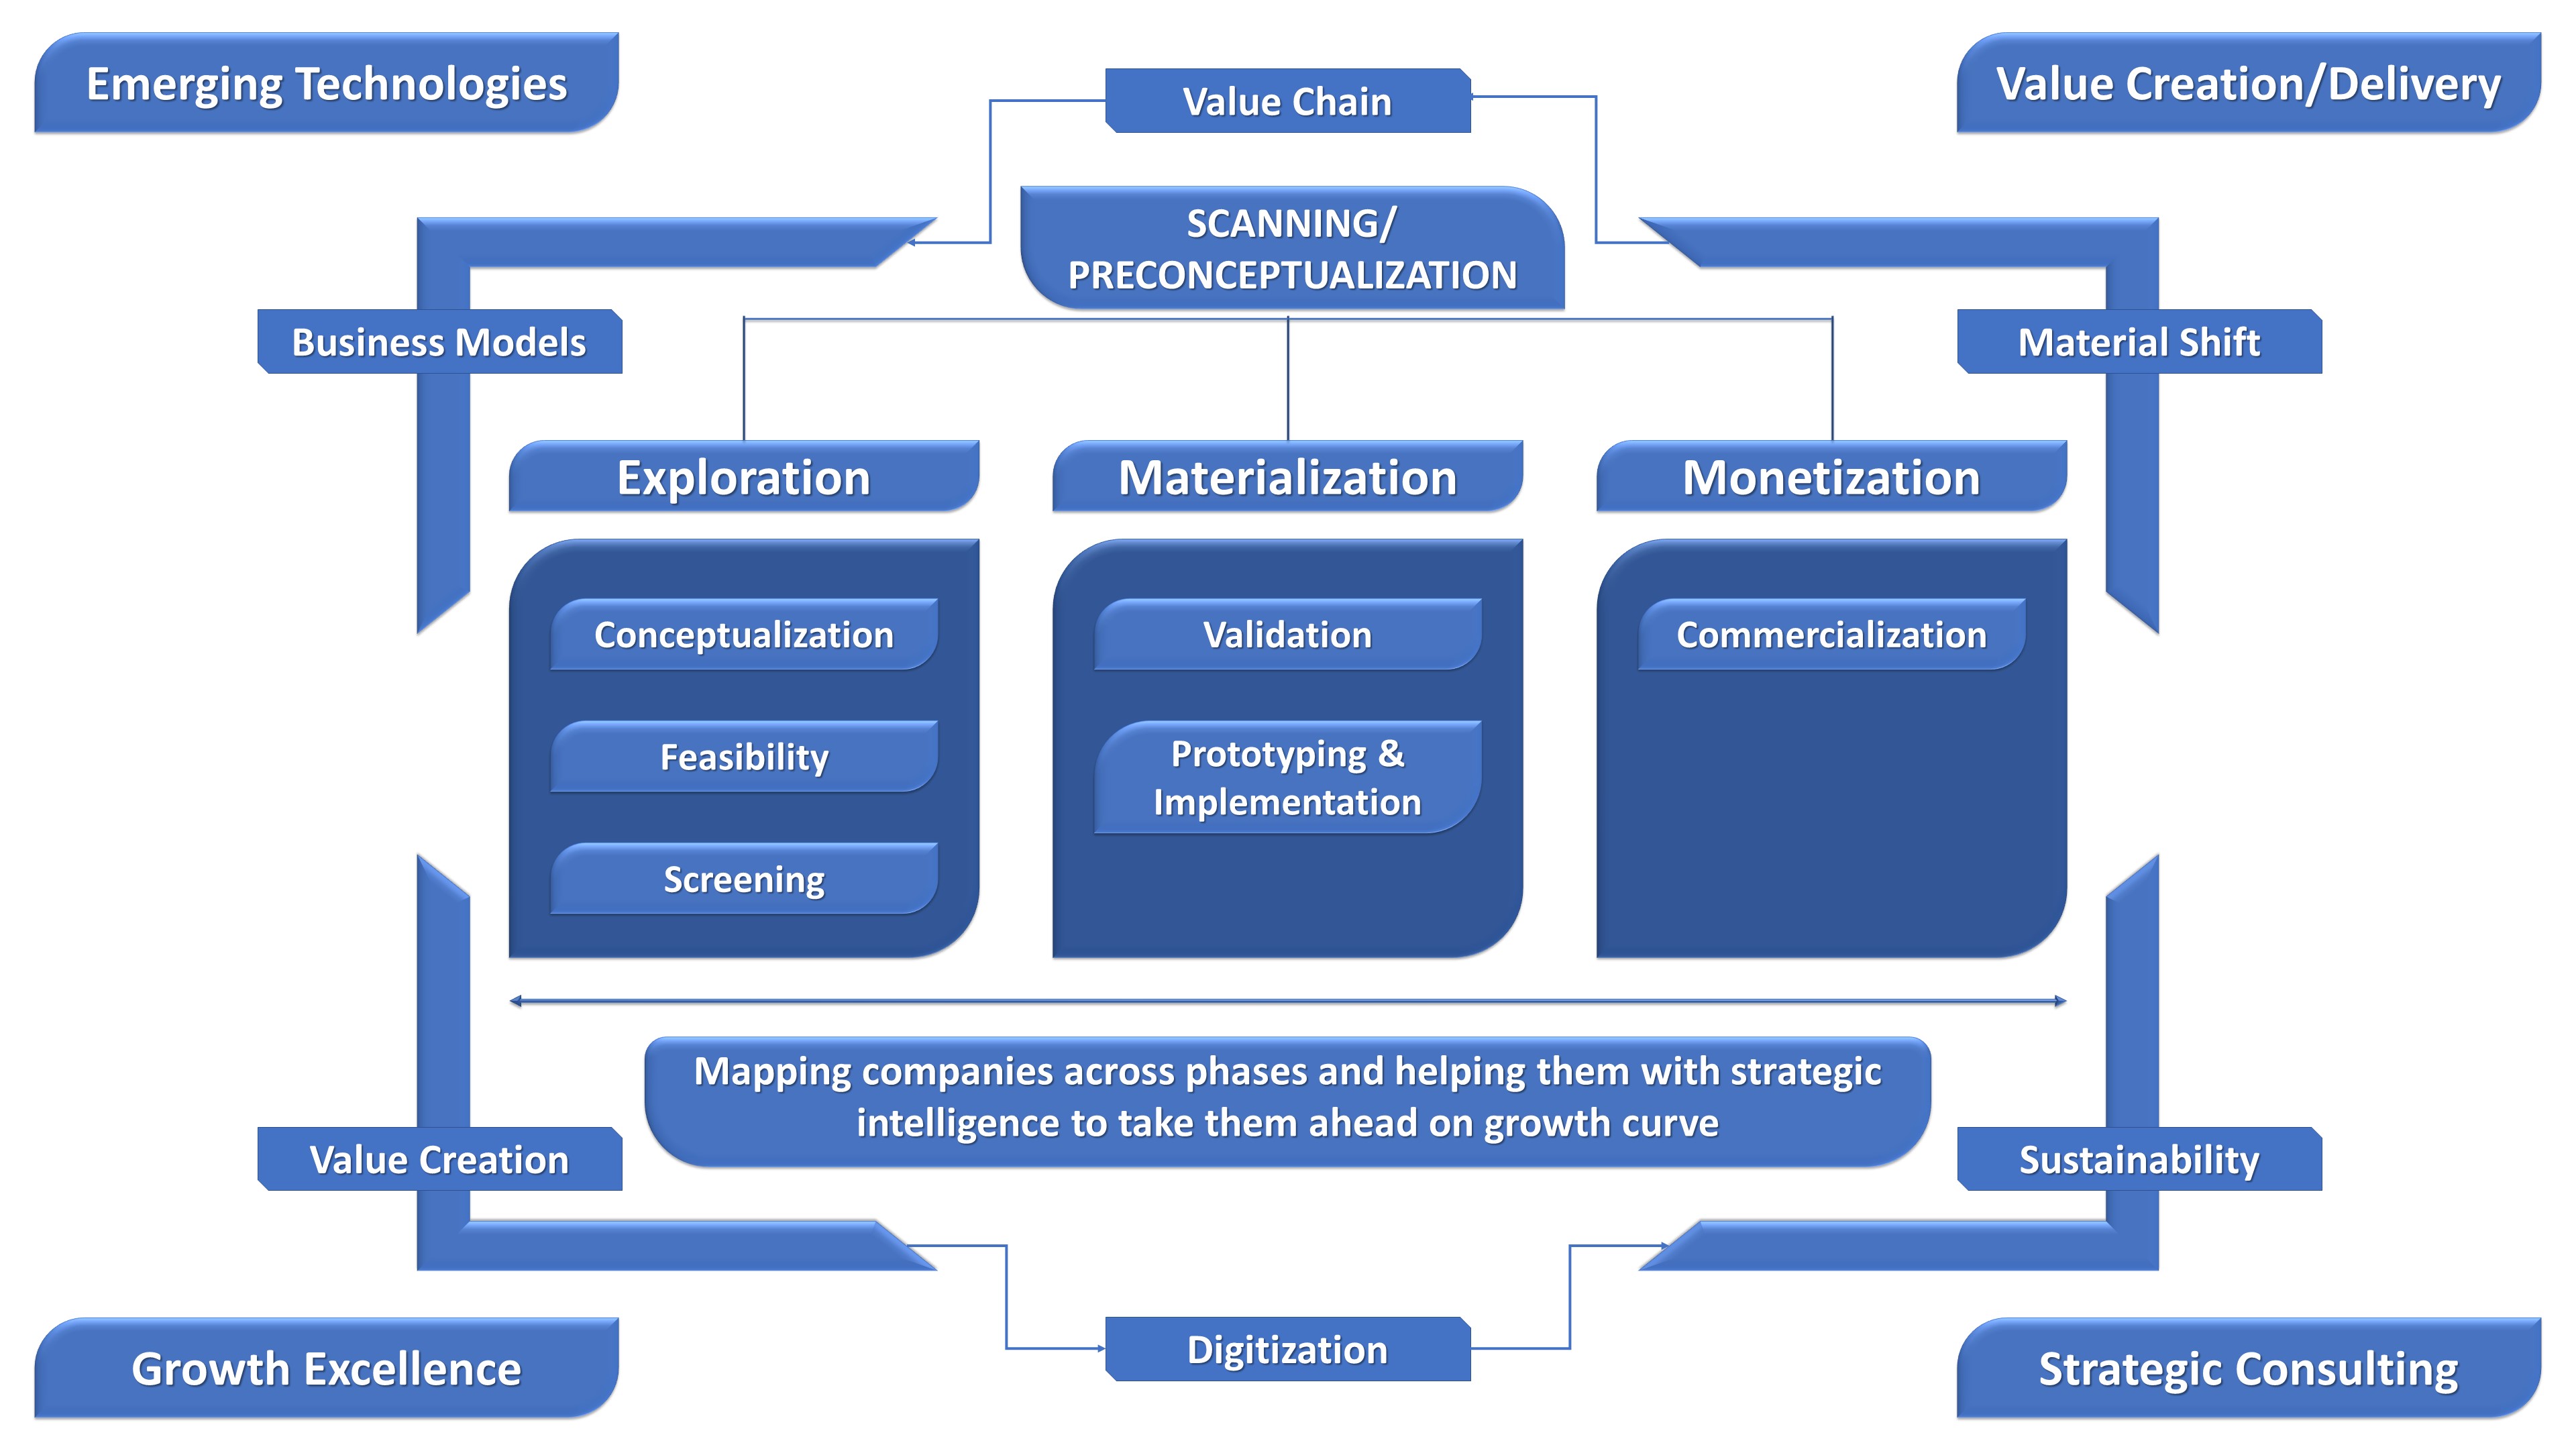 Emerging Technologies
Value Chain
Value Creation/Delivery
SCANNING/
PRECONCEPTUALIZATION
Business Models
Material Shift
Exploration
Materialization
Monetization
Conceptualization
Feasibility
Screening
Validation
Prototyping &
Implementation
Commercialization
Mapping companies across phases and helping them with strategic
intelligence to take them ahead on growth curve
Value Creation
Sustainability
Growth Excellence
Digitization
Strategic Consulting